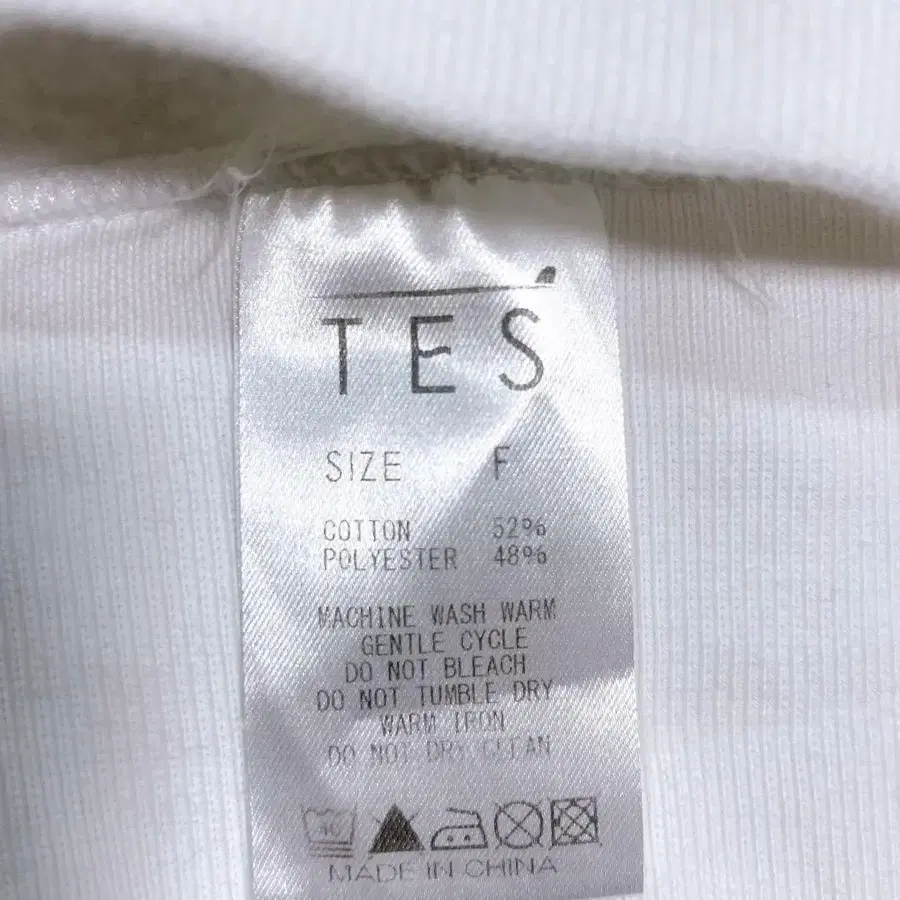 TES
SIZE F
COTTON 52%
POLYESTER 48%
MACHINE WASH WARM
GENTLE CYCLE
DO NOT BLEACH
DO NOT TUMBLE DRY
WARM IRON
DO NOT DRY CLEAN
40
MADE IN CHINA